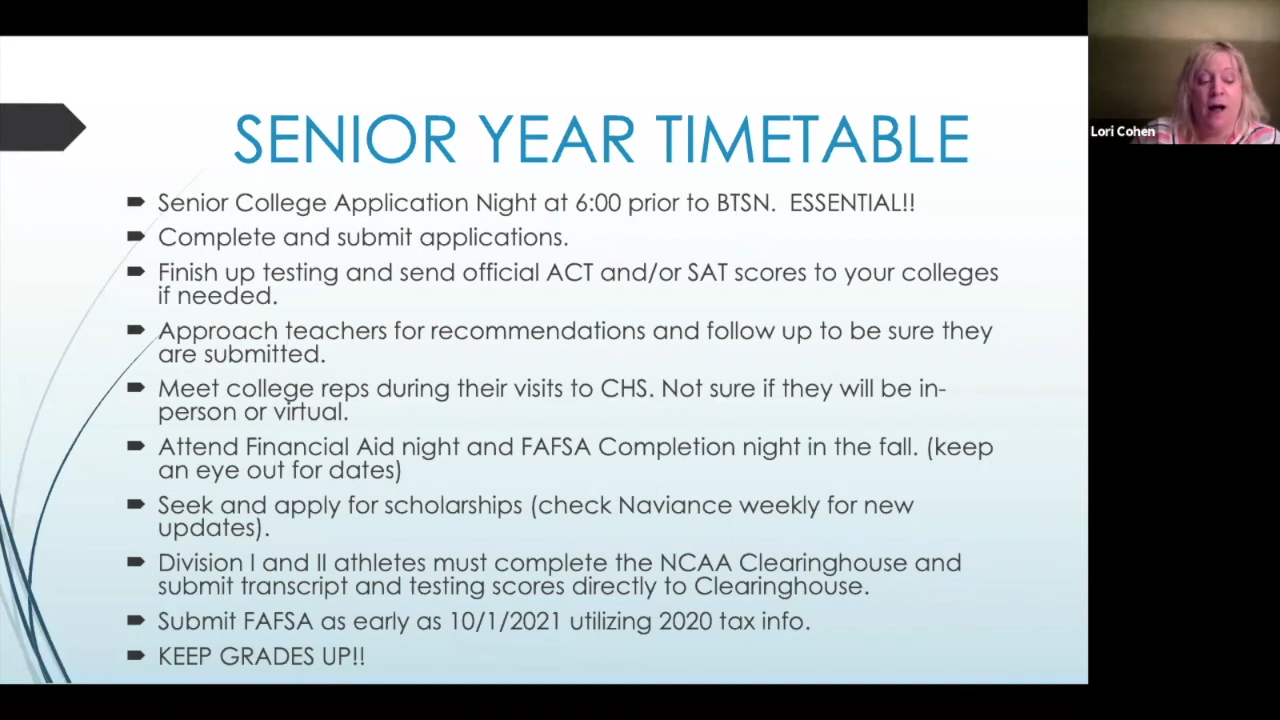 SENIOR YEAR TIMETABLE
Senior College Application Night at 6:00 prior to BTSN.  ESSENTIAL!!
Complete and submit applications.
Finish up testing and send official ACT and/or SAT scores to your colleges
if needed.
Approach teachers for recommendations and follow up to be sure they
are submitted.
Meet college reps during their visits to CHS. Not sure if they will be in-
person or virtual.
Attend Financial Aid night and FAFSA Completion night in the fall. (keep
an eye out for dates)
Seek and apply for scholarships (check Naviance weekly for new
updates).
Division I and II athletes must complete the NCAA Clearinghouse and
submit transcript and testing scores directly to Clearinghouse.
Submit FAFSA as early as 10/1/2021 utilizing 2020 tax info.
KEEP GRADES UP!!
Lori Cohen